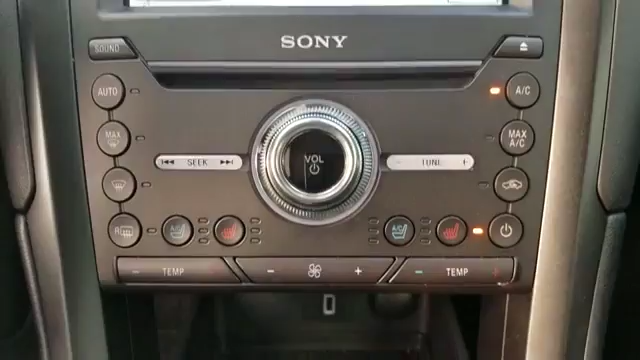 SOUND
SONY
AUTO
A/C
MAX
MAX A/C
VOL
SEEK
TUNE +
R
A/C
A/C
- TEMP
- +
- TEMP +